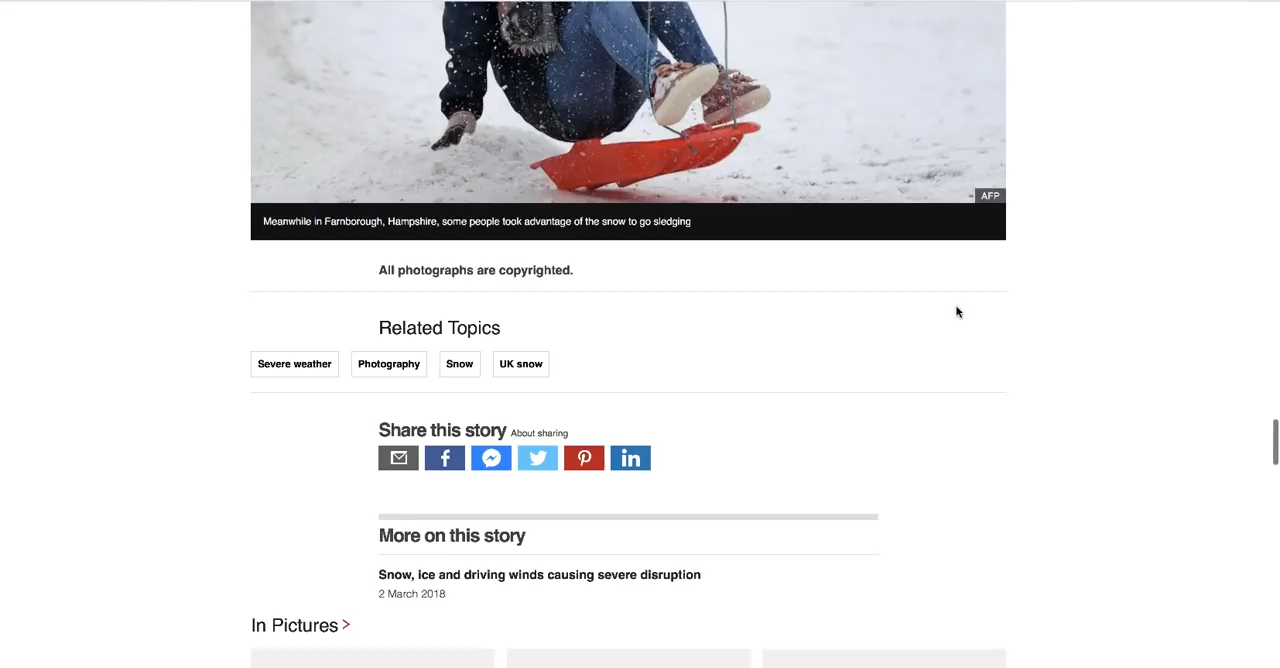 AFP
Meanwhile in Farnborough, Hampshire, some people took advantage of the snow to go sledging
All photographs are copyrighted.
Related Topics
Severe weather Photography Snow UK snow
Share this story About sharing
More on this story
Snow, ice and driving winds causing severe disruption
2 March 2018
In Pictures >